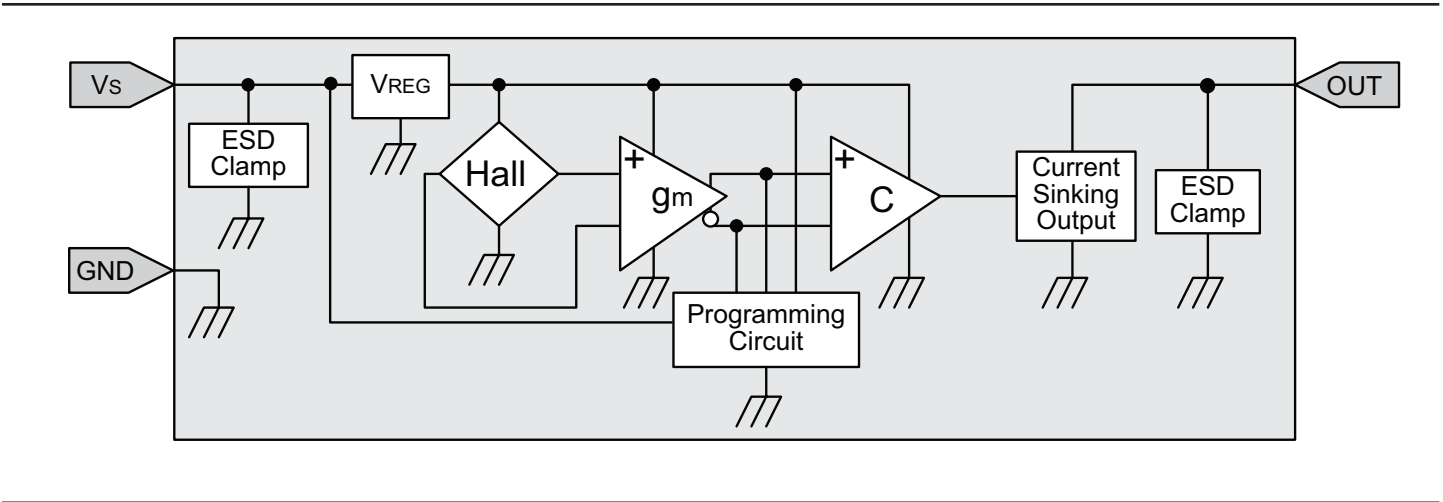 Vs
VREG
OUT
ESD
Clamp
Hall
+
gm
+
C
Current
Sinking
Output
ESD
Clamp
GND
Programming
Circuit